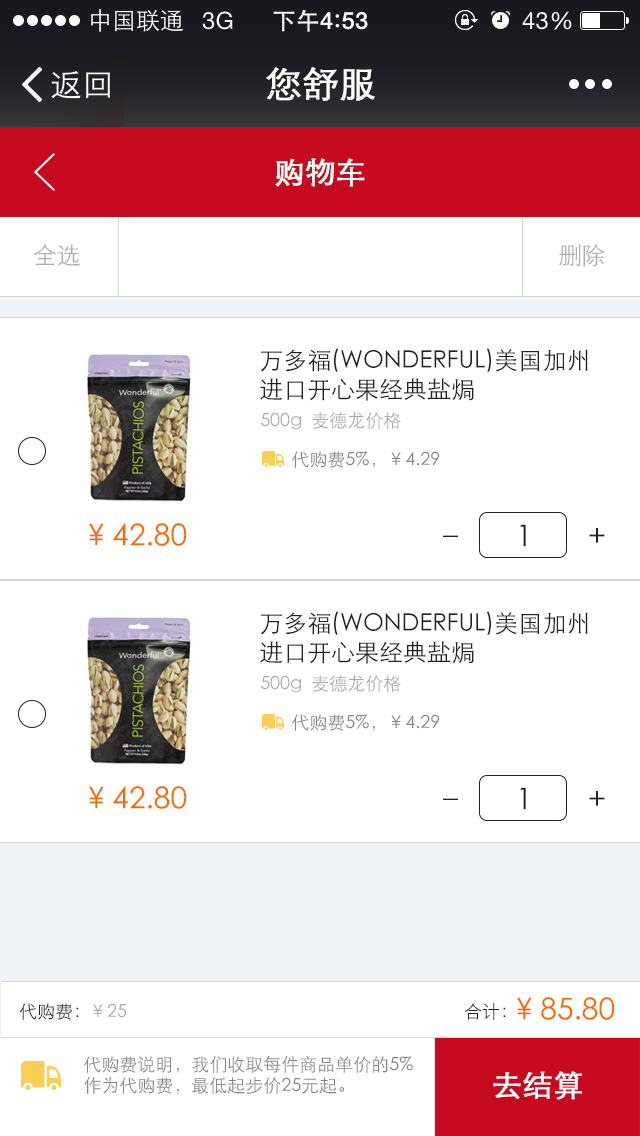 中国联通 3G 下午4:53 43%
返回 您舒服
购物车
全选 删除
万多福(WONDERFUL)美国加州
进口开心果经典盐焗
500g 麦德龙价格
代购费5%，￥4.29
Wonderful
PISTACHIOS
￥42.80
— 1 +
万多福(WONDERFUL)美国加州
进口开心果经典盐焗
500g 麦德龙价格
代购费5%，￥4.29
Wonderful
PISTACHIOS
￥42.80
— 1 +
代购费：￥25 合计：￥85.80
代购费说明，我们收取每件商品单价的5%
作为代购费，最低起步价25元起。
去结算